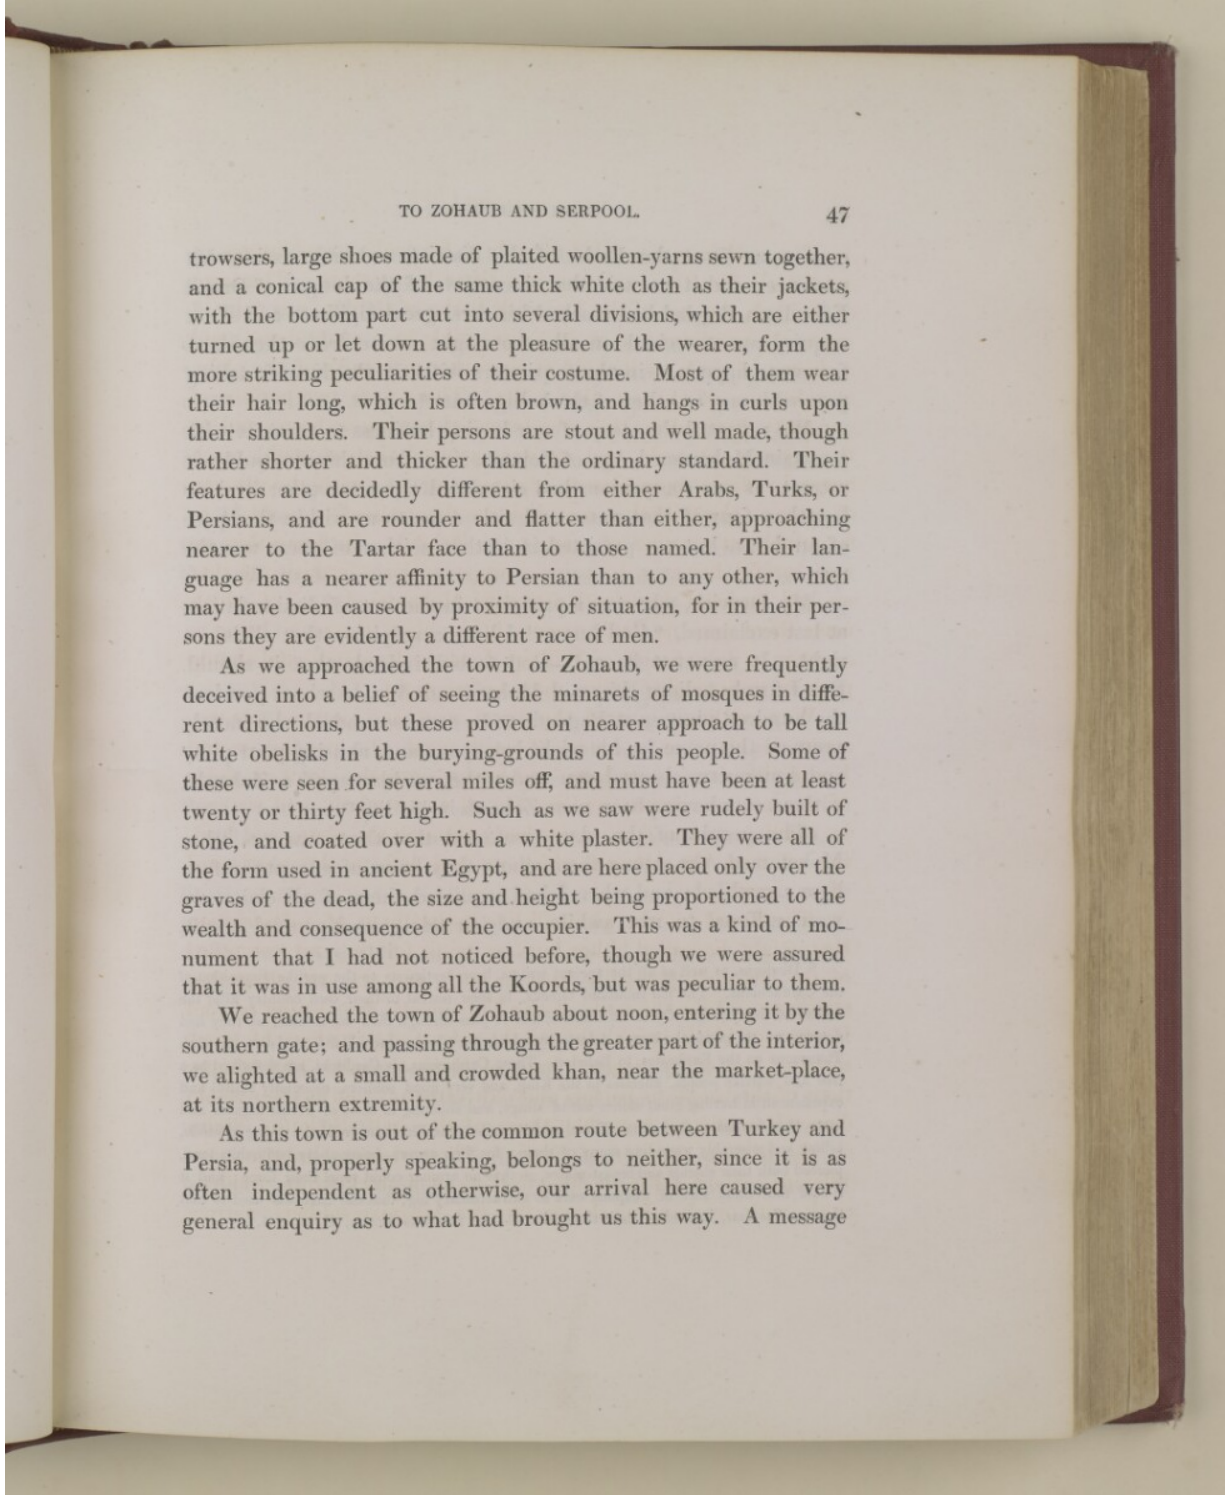 TO ZOHAUB AND SERPOOL. 47
trowsers, large shoes made of plaited woollen-yarns sewn together,
and a conical cap of the same thick white cloth as their jackets,
with the bottom part cut into several divisions, which are either
turned up or let down at the pleasure of the wearer, form the
more striking peculiarities of their costume. Most of them wear
their hair long, which is often brown, and hangs in curls upon
their shoulders. Their persons are stout and well made, though
rather shorter and thicker than the ordinary standard. Their
features are decidedly different from either Arabs, Turks, or
Persians, and are rounder and flatter than either, approaching
nearer to the Tartar face than to those named. Their lan-
guage has a nearer affinity to Persian than to any other, which
may have been caused by proximity of situation, for in their per-
sons they are evidently a different race of men.
As we approached the town of Zohaub, we were frequently
deceived into a belief of seeing the minarets of mosques in diffe-
rent directions, but these proved on nearer approach to be tall
white obelisks in the burying-grounds of this people. Some of
these were seen for several miles off, and must have been at least
twenty or thirty feet high. Such as we saw were rudely built of
stone, and coated over with a white plaster. They were all of
the form used in ancient Egypt, and are here placed only over the
graves of the dead, the size and height being proportioned to the
wealth and consequence of the occupier. This was a kind of mo-
nument that I had not noticed before, though we were assured
that it was in use among all the Koords, but was peculiar to them.
We reached the town of Zohaub about noon, entering it by the
southern gate; and passing through the greater part of the interior,
we alighted at a small and crowded khan, near the market-place,
at its northern extremity.
As this town is out of the common route between Turkey and
Persia, and, properly speaking, belongs to neither, since it is as
often independent as otherwise, our arrival here caused very
general enquiry as to what had brought us this way. A message